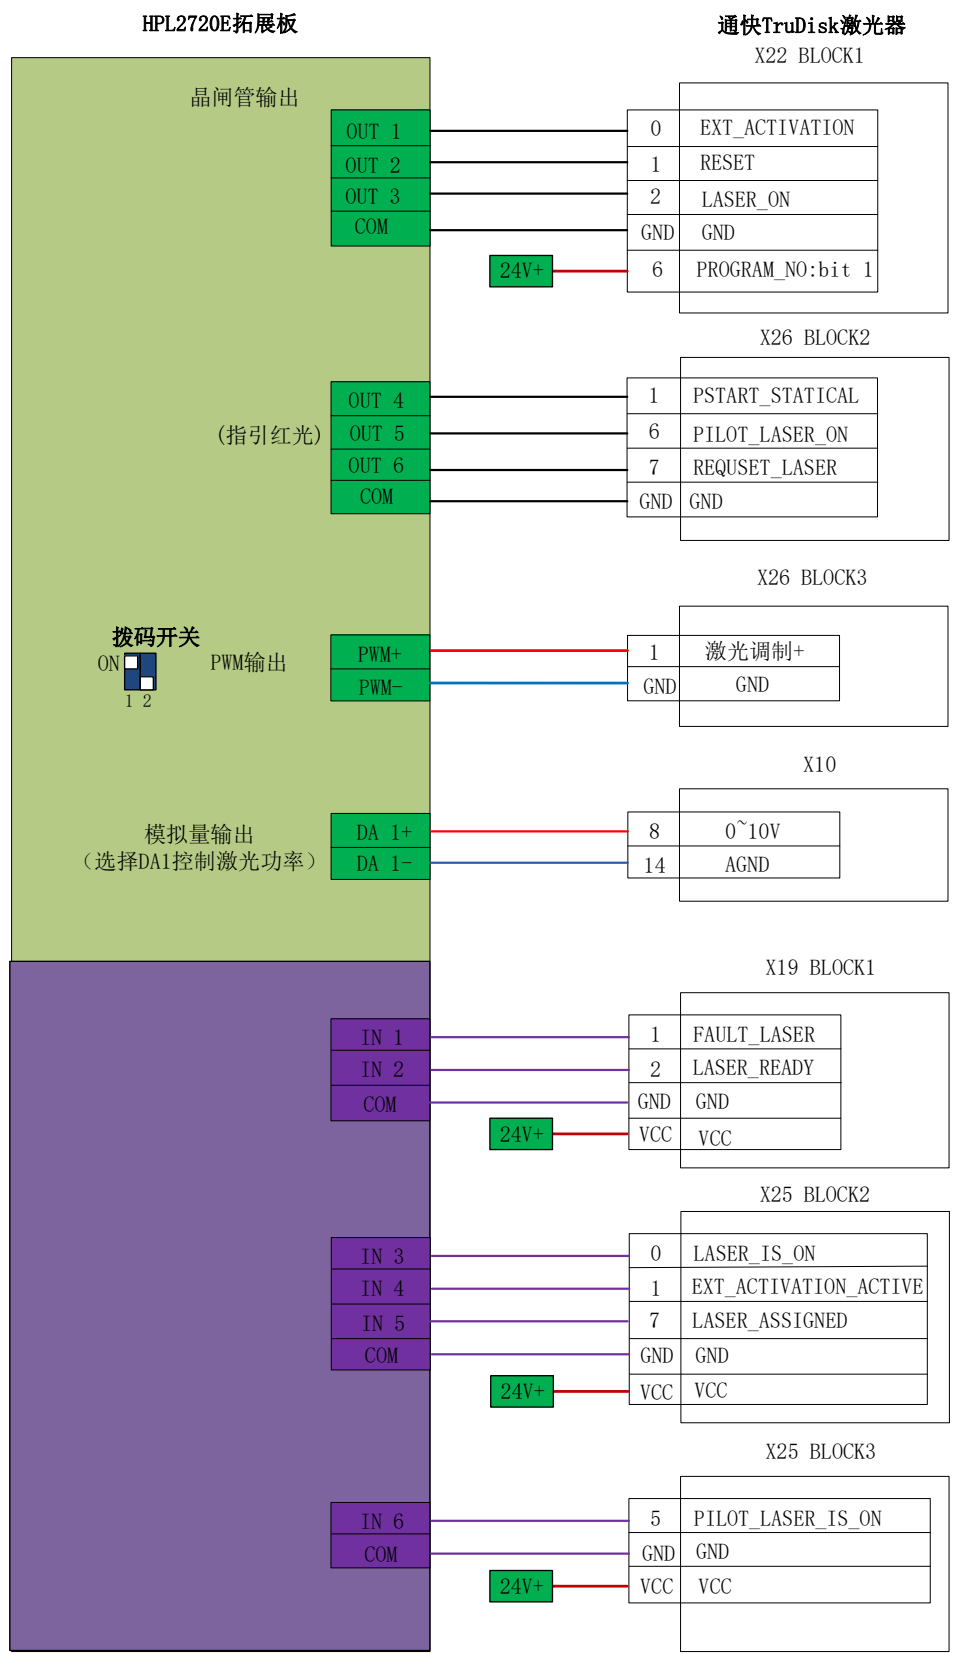 HPL2720E拓展板
通快TruDisk激光器
X22 BLOCK1
晶闸管输出
OUT 1 0 EXT_ACTIVATION
OUT 2 1 RESET
OUT 3 2 LASER_ON
COM GND GND
24V+ 6 PROGRAM_NO:bit 1
X26 BLOCK2
OUT 4 1 PSTART_STATICAL
(指引红光) OUT 5 6 PILOT_LASER_ON
OUT 6 7 REQUSET_LASER
COM GND GND
X26 BLOCK3
拨码开关
ON
1 2
PWM输出
PWM+ 1 激光调制+
PWM- GND GND
X10
模拟量输出
（选择DA1控制激光功率）
DA 1+ 8 0~10V
DA 1- 14 AGND
X19 BLOCK1
IN 1 1 FAULT_LASER
IN 2 2 LASER_READY
COM GND GND
24V+ VCC VCC
X25 BLOCK2
IN 3 0 LASER_IS_ON
IN 4 1 EXT_ACTIVATION_ACTIVE
IN 5 7 LASER_ASSIGNED
COM GND GND
24V+ VCC VCC
X25 BLOCK3
IN 6 5 PILOT_LASER_IS_ON
COM GND GND
24V+ VCC VCC